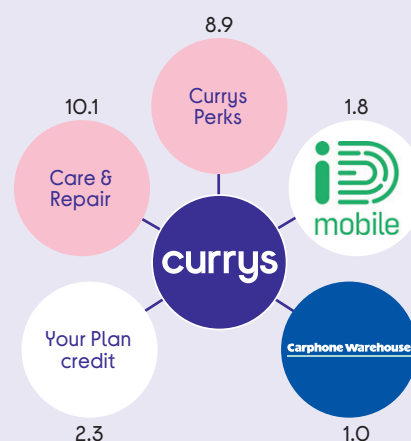 8.9
Currys
Perks
10.1
Care &
Repair
1.8
iD
mobile
currys
Your Plan
credit
2.3
Carphone Warehouse
1.0